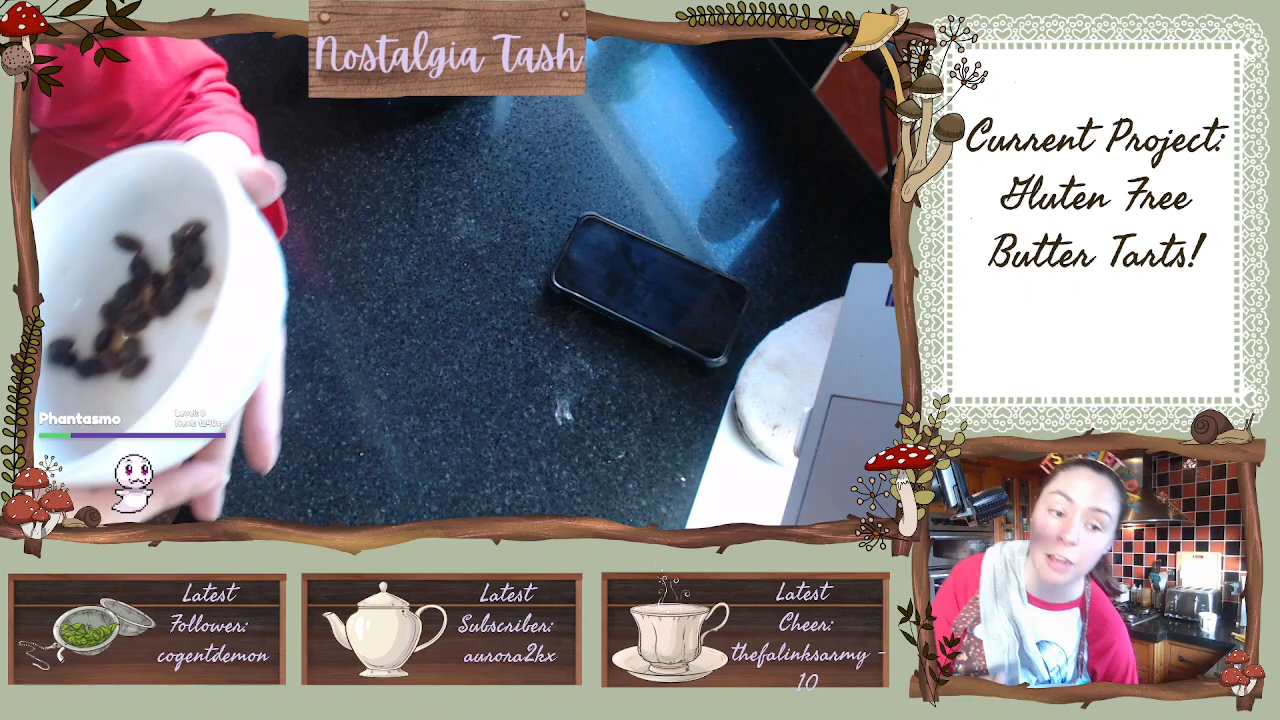 Nostalgia Tash
Current Project:
Gluten Free
Butter Tarts!
Phantasmo
Latest
Follower:
cogentdemon
Latest
Subscriber:
aurora2kx
Latest
Cheer:
thefalinksarmy -
10